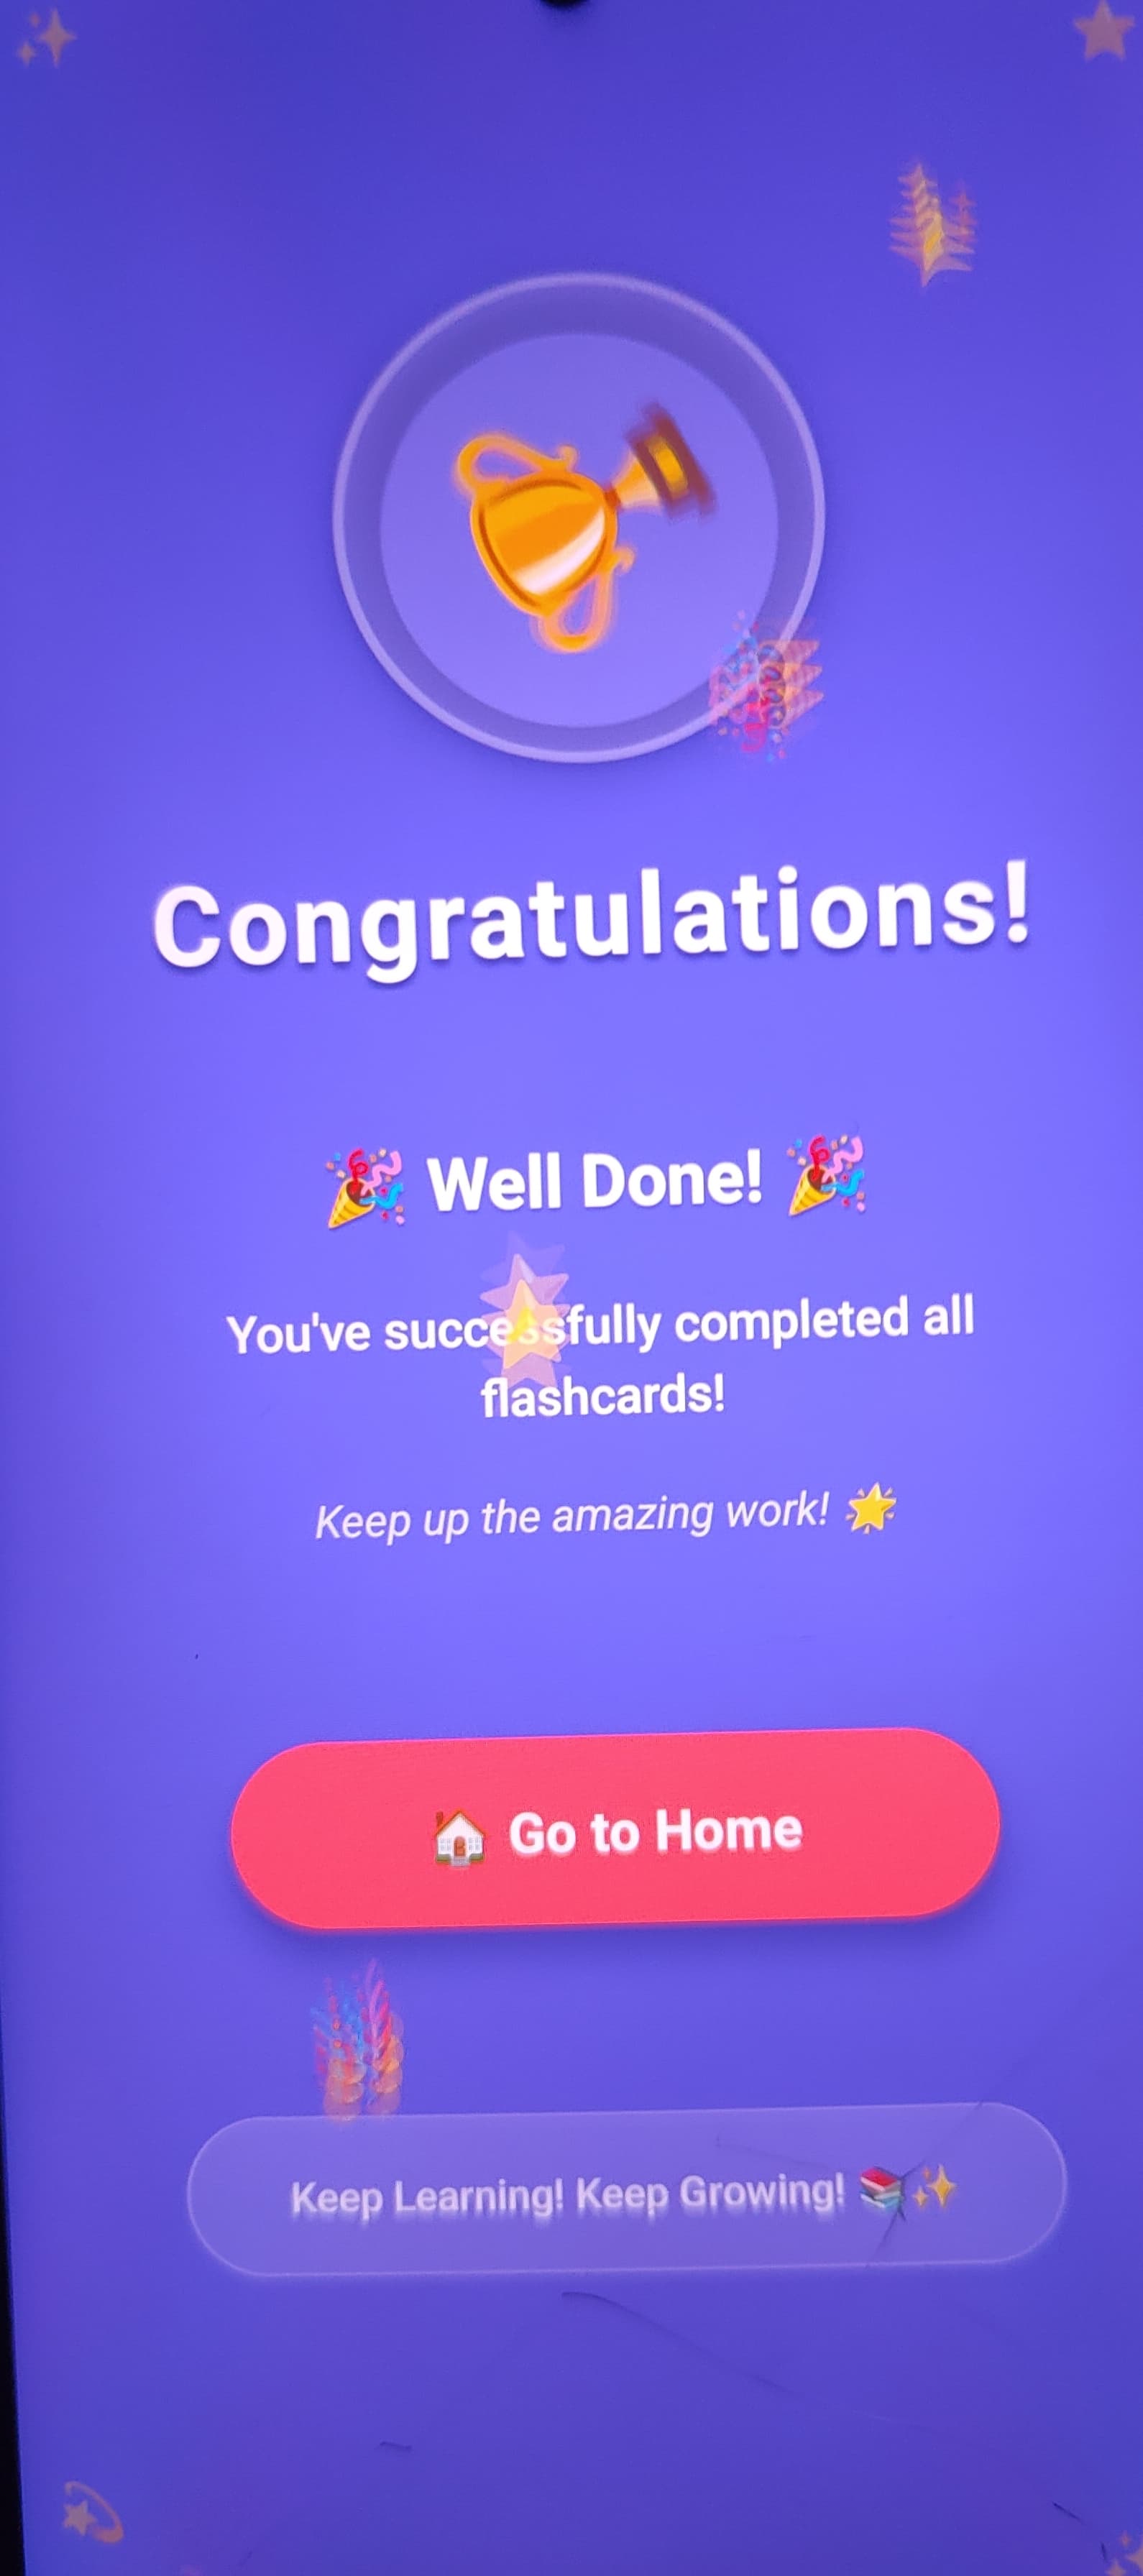 Congratulations!
🎉 Well Done! 🎉
You've successfully completed all
flashcards!
Keep up the amazing work! 🌟
🏠 Go to Home
Keep Learning! Keep Growing! 📚✨